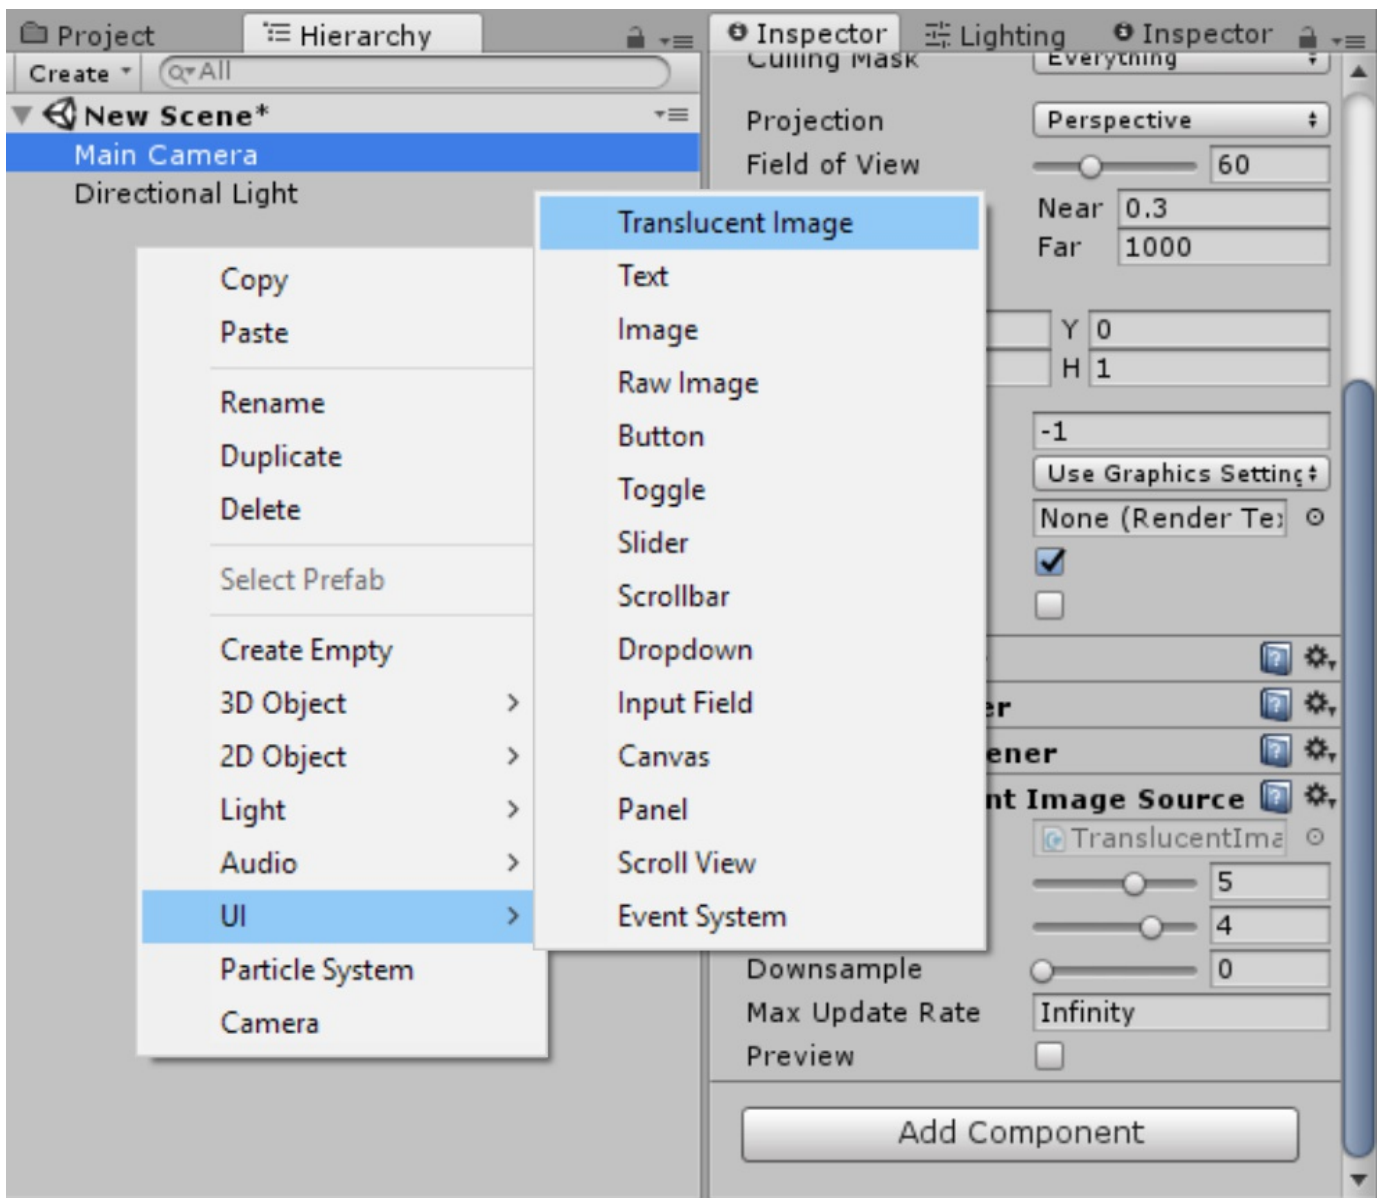 Project
Hierarchy
Create
All
New Scene*
Main Camera
Directional Light
Copy
Paste
Rename
Duplicate
Delete
Select Prefab
Create Empty
3D Object
2D Object
Light
Audio
UI
Particle System
Camera
Translucent Image
Text
Image
Raw Image
Button
Toggle
Slider
Scrollbar
Dropdown
Input Field
Canvas
Panel
Scroll View
Event System
Inspector
Lighting
Inspector
Culling Mask Everything
Projection Perspective
Field of View 60
Near 0.3
Far 1000
Y 0
H 1
-1
Use Graphics Setting
None (Render Te
er
ener
nt Image Source
TranslucentIma
5
4
Downsample 0
Max Update Rate Infinity
Preview
Add Component